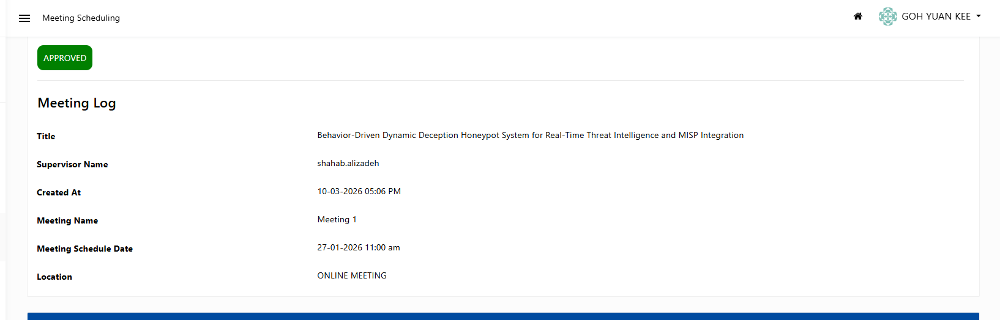 Meeting Scheduling
GOH YUAN KEE
APPROVED
Meeting Log
Title
Behavior-Driven Dynamic Deception Honeypot System for Real-Time Threat Intelligence and MISP Integration
Supervisor Name
shahab.alizadeh
Created At
10-03-2026 05:06 PM
Meeting Name
Meeting 1
Meeting Schedule Date
27-01-2026 11:00 am
Location
ONLINE MEETING